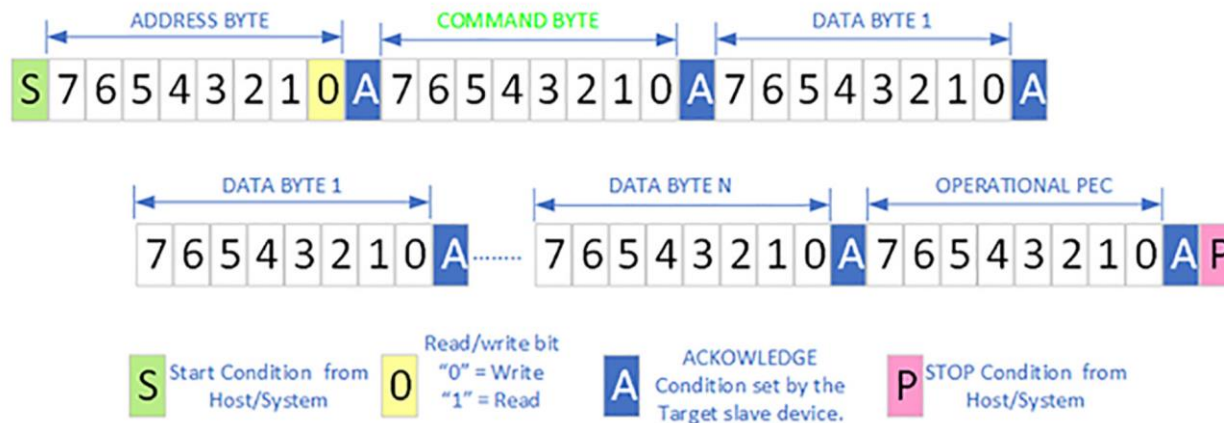 ADDRESS BYTE COMMAND BYTE DATA BYTE 1
S 7 6 5 4 3 2 1 0 A 7 6 5 4 3 2 1 0 A 7 6 5 4 3 2 1 0 A
DATA BYTE 1 DATA BYTE N OPERATIONAL PEC
7 6 5 4 3 2 1 0 A ........ 7 6 5 4 3 2 1 0 A 7 6 5 4 3 2 1 0 A P
S Start Condition from
Host/System
0 Read/write bit
"0" = Write
"1" = Read
A ACKOWLEDGE
Condition set by the
Target slave device.
P STOP Condition from
Host/System